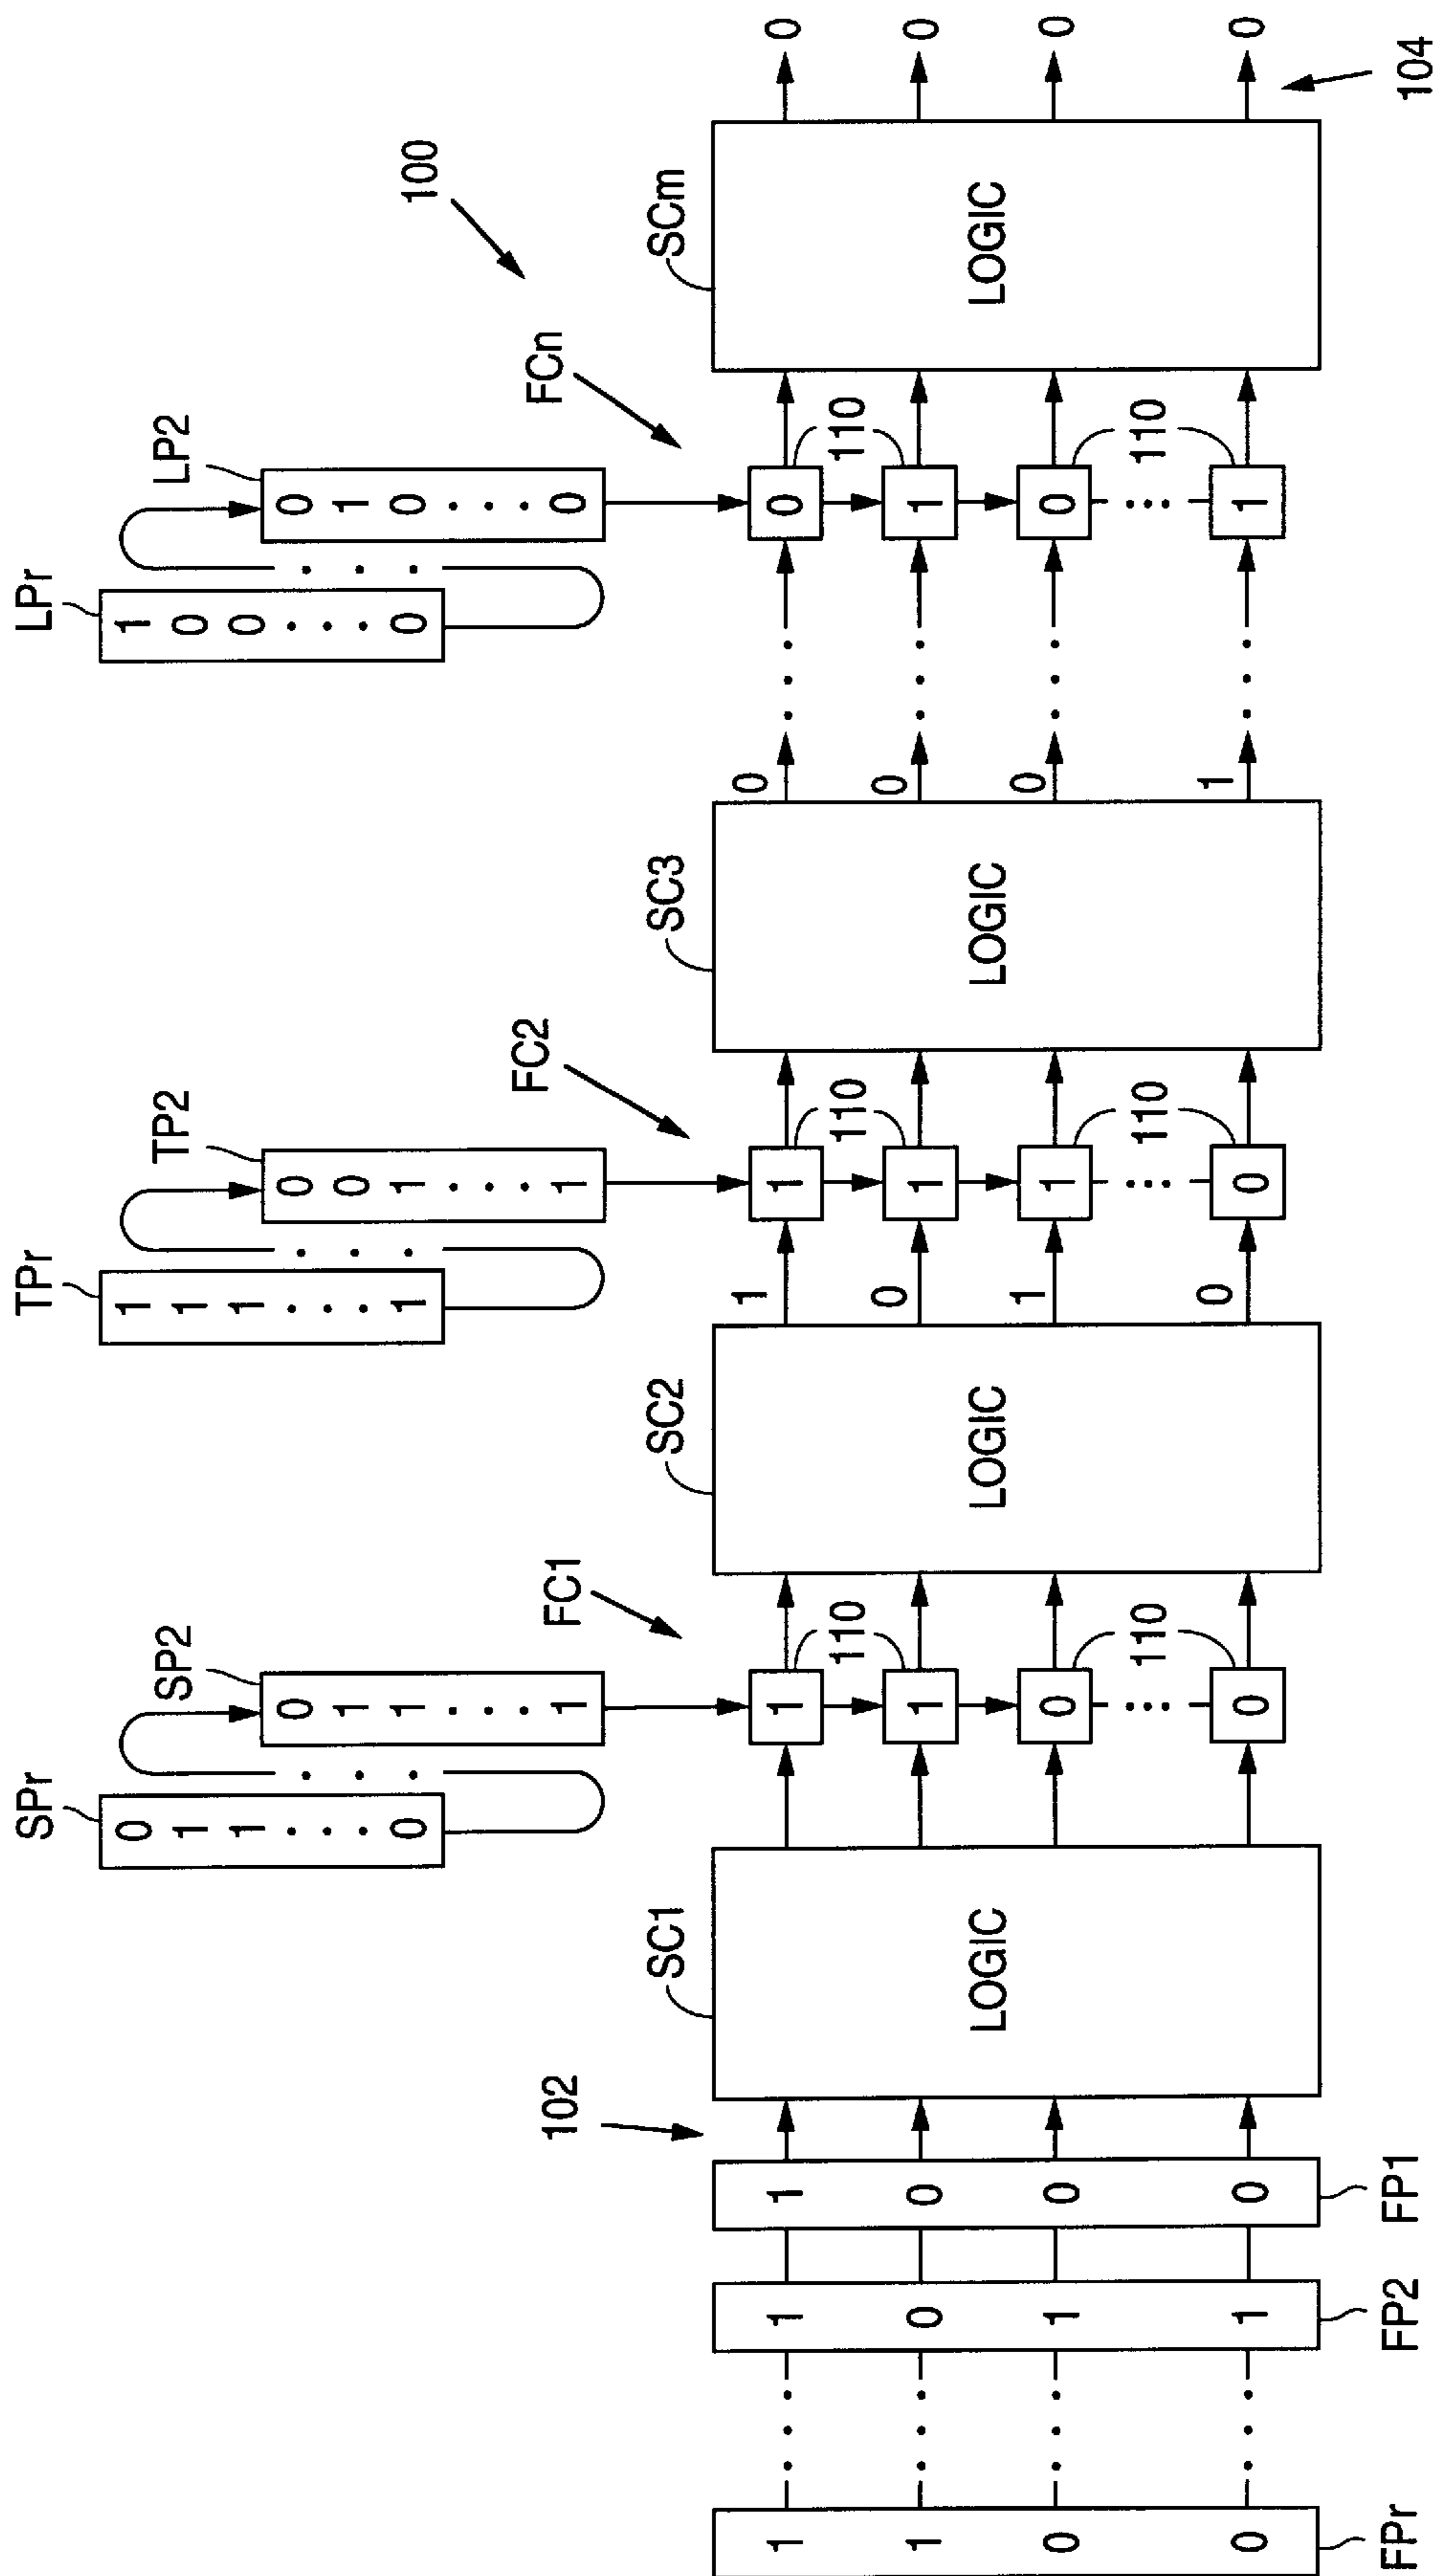 SPr TPr LPr
0 1 1 . . . 0
1 1 1 . . . 1
1 0 0 . . . 0
SP2 TP2 LP2
0 1 1 . . . 1
0 0 1 . . . 1
0 1 0 . . . 0
100
102 FC1 FC2 FCn
SC1 SC2 SC3 SCm
1 1 1 1 1 1 0 0 0
110 110 110
1 0 0 1 0 1 0 1 0
LOGIC LOGIC LOGIC LOGIC
0 1 0 0 1 1 0 0 0
110 110 110
0 1 0 0 0 0 1 1 0
FPr FP2 FP1 104